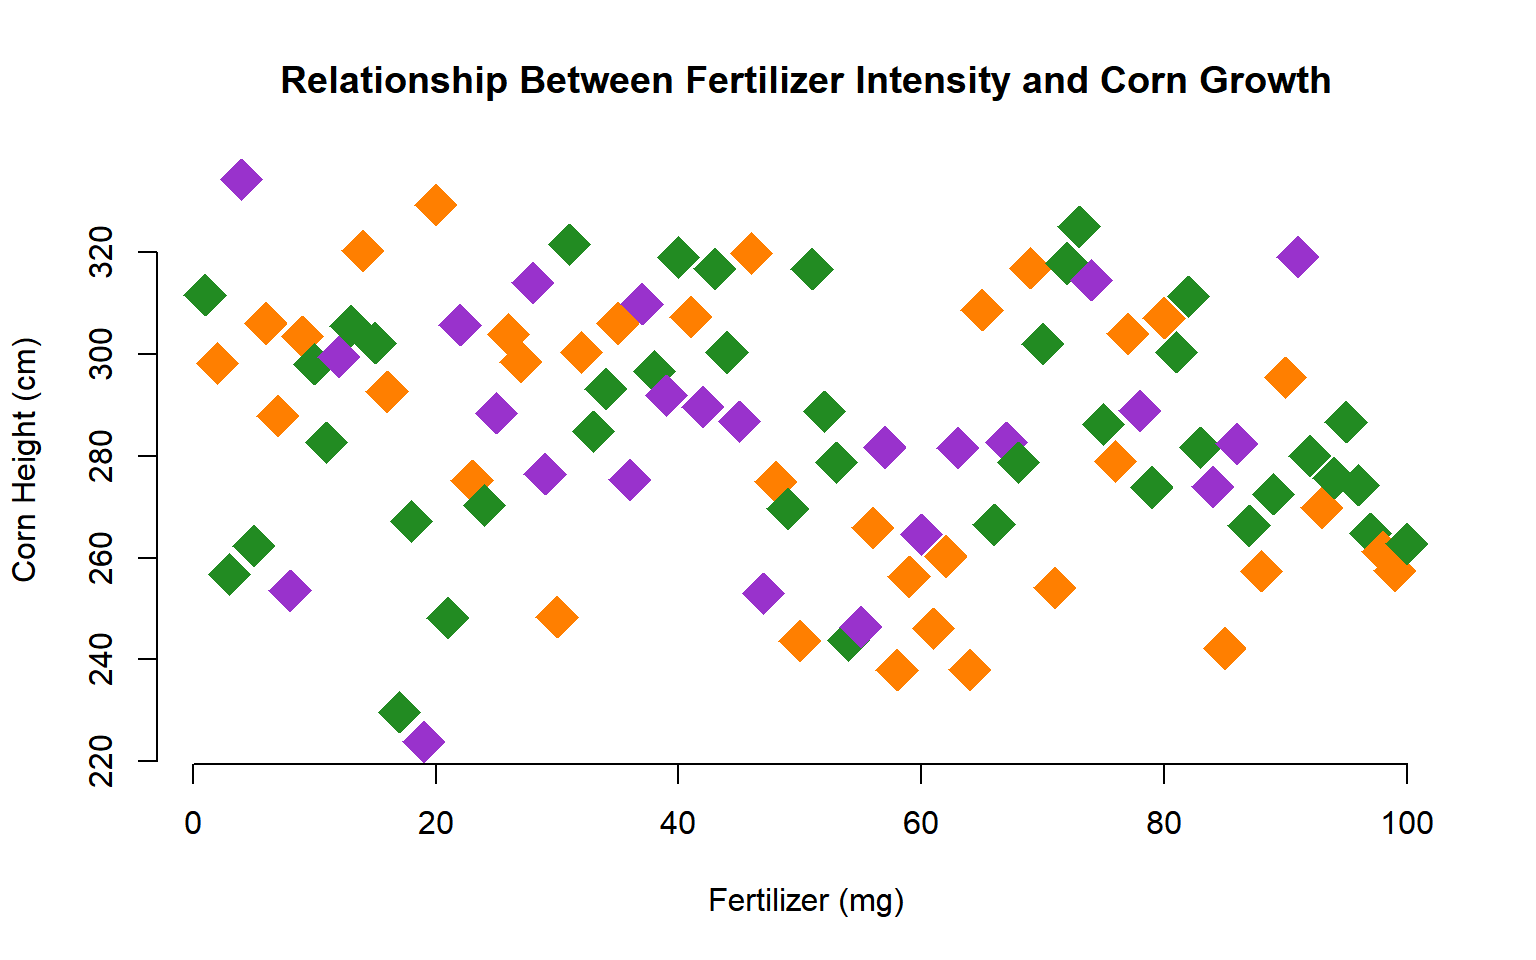 Relationship Between Fertilizer Intensity and Corn Growth
Corn Height (cm)
320
300
280
260
240
220
0 20 40 60 80 100
Fertilizer (mg)